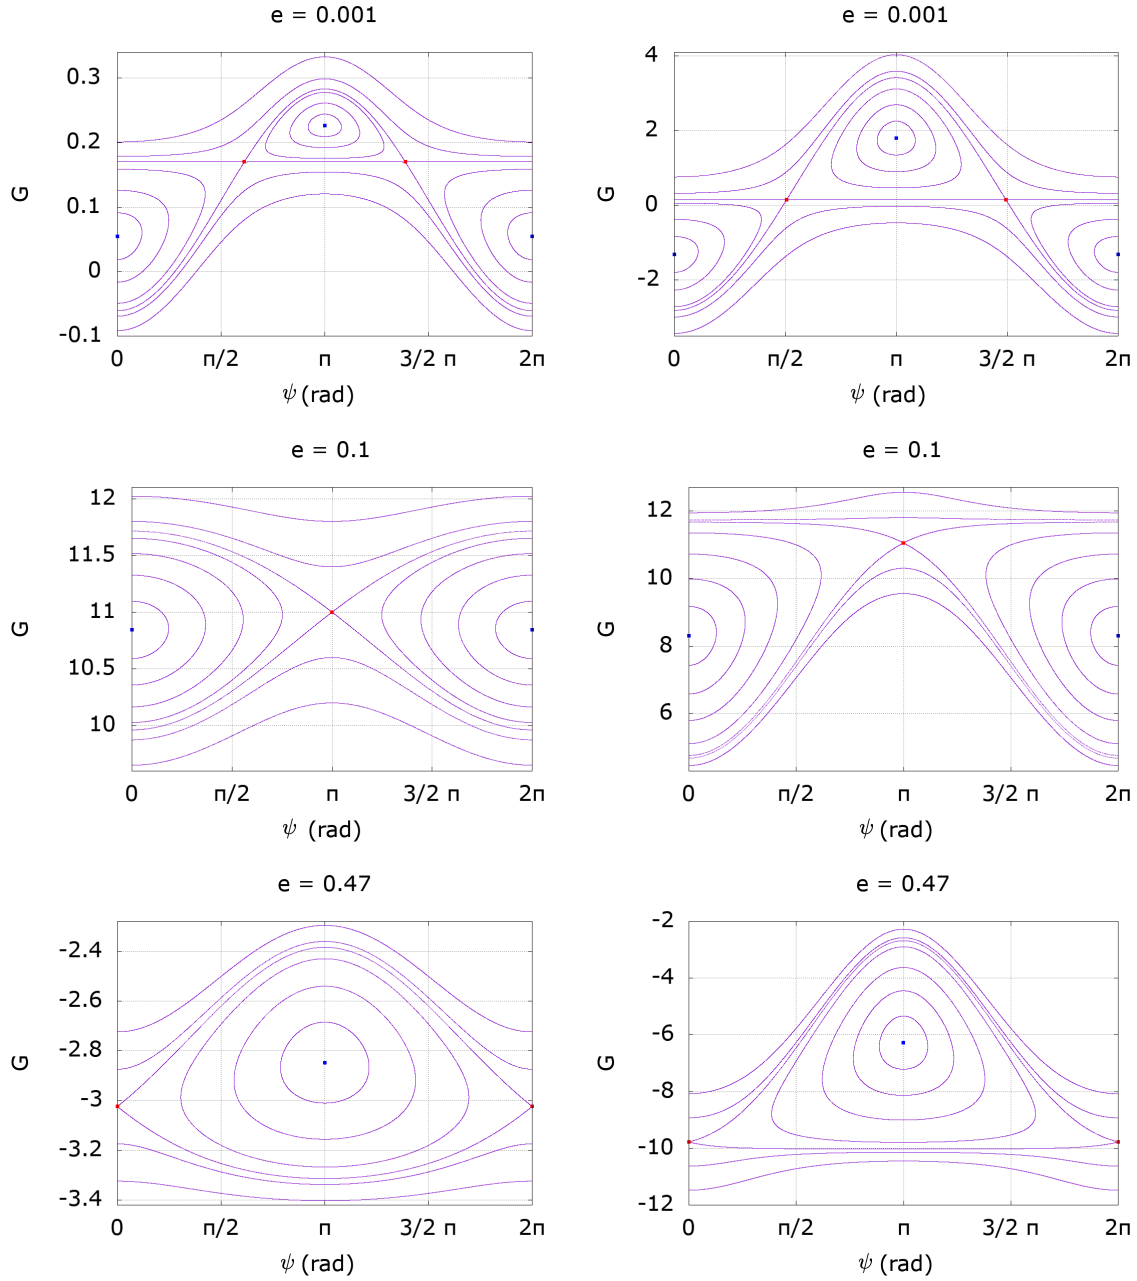 e = 0.001
0.3
0.2
0.1
0
-0.1
G
0 π/2 π 3/2 π 2π
ψ (rad)
e = 0.001
4
2
0
-2
G
0 π/2 π 3/2 π 2π
ψ (rad)
e = 0.1
12
11.5
11
10.5
10
G
0 π/2 π 3/2 π 2π
ψ (rad)
e = 0.1
12
10
8
6
G
0 π/2 π 3/2 π 2π
ψ (rad)
e = 0.47
-2.4
-2.6
-2.8
-3
-3.2
-3.4
G
0 π/2 π 3/2 π 2π
ψ (rad)
e = 0.47
-2
-4
-6
-8
-10
-12
G
0 π/2 π 3/2 π 2π
ψ (rad)